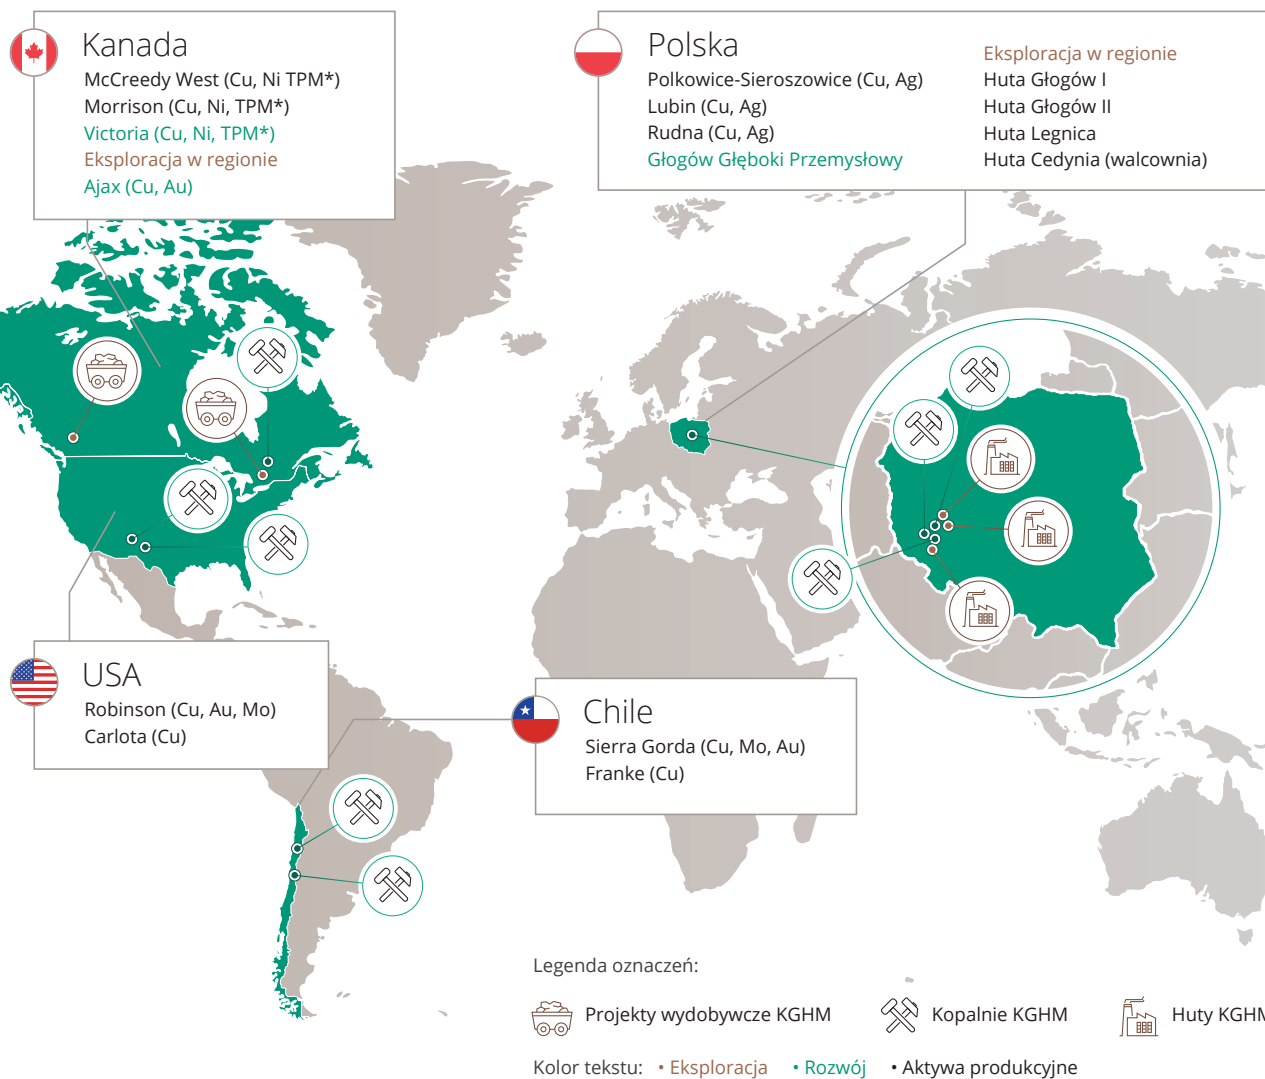 Kanada
McCreedy West (Cu, Ni TPM*)
Morrison (Cu, Ni, TPM*)
Victoria (Cu, Ni, TPM*)
Eksploracja w regionie
Ajax (Cu, Au)
Polska
Polkowice-Sieroszowice (Cu, Ag)
Lubin (Cu, Ag)
Rudna (Cu, Ag)
Głogów Głęboki Przemysłowy
Eksploracja w regionie
Huta Głogów I
Huta Głogów II
Huta Legnica
Huta Cedynia (walcownia)
USA
Robinson (Cu, Au, Mo)
Carlota (Cu)
Chile
Sierra Gorda (Cu, Mo, Au)
Franke (Cu)
Legenda oznaczeń:
Projekty wydobywcze KGHM
Kopalnie KGHM
Huty KGHM
Kolor tekstu: • Eksploracja • Rozwój • Aktywa produkcyjne